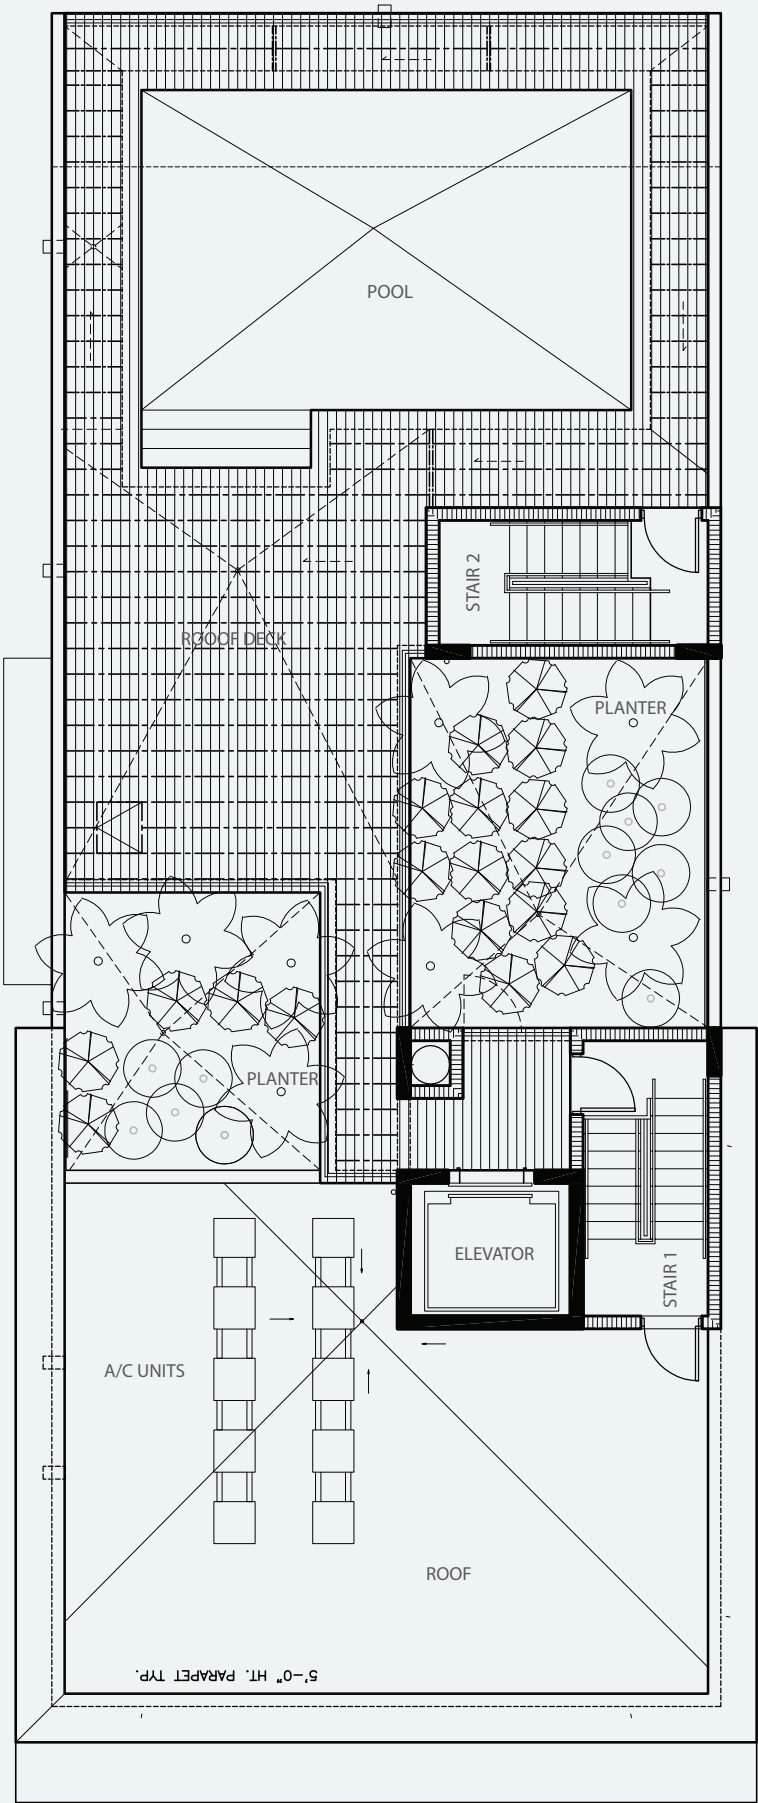 POOL
STAIR 2
ROOOF DECK
PLANTER
PLANTER
ELEVATOR
STAIR 1
A/C UNITS
ROOF
5'-0" HT. PARAPET TYP.